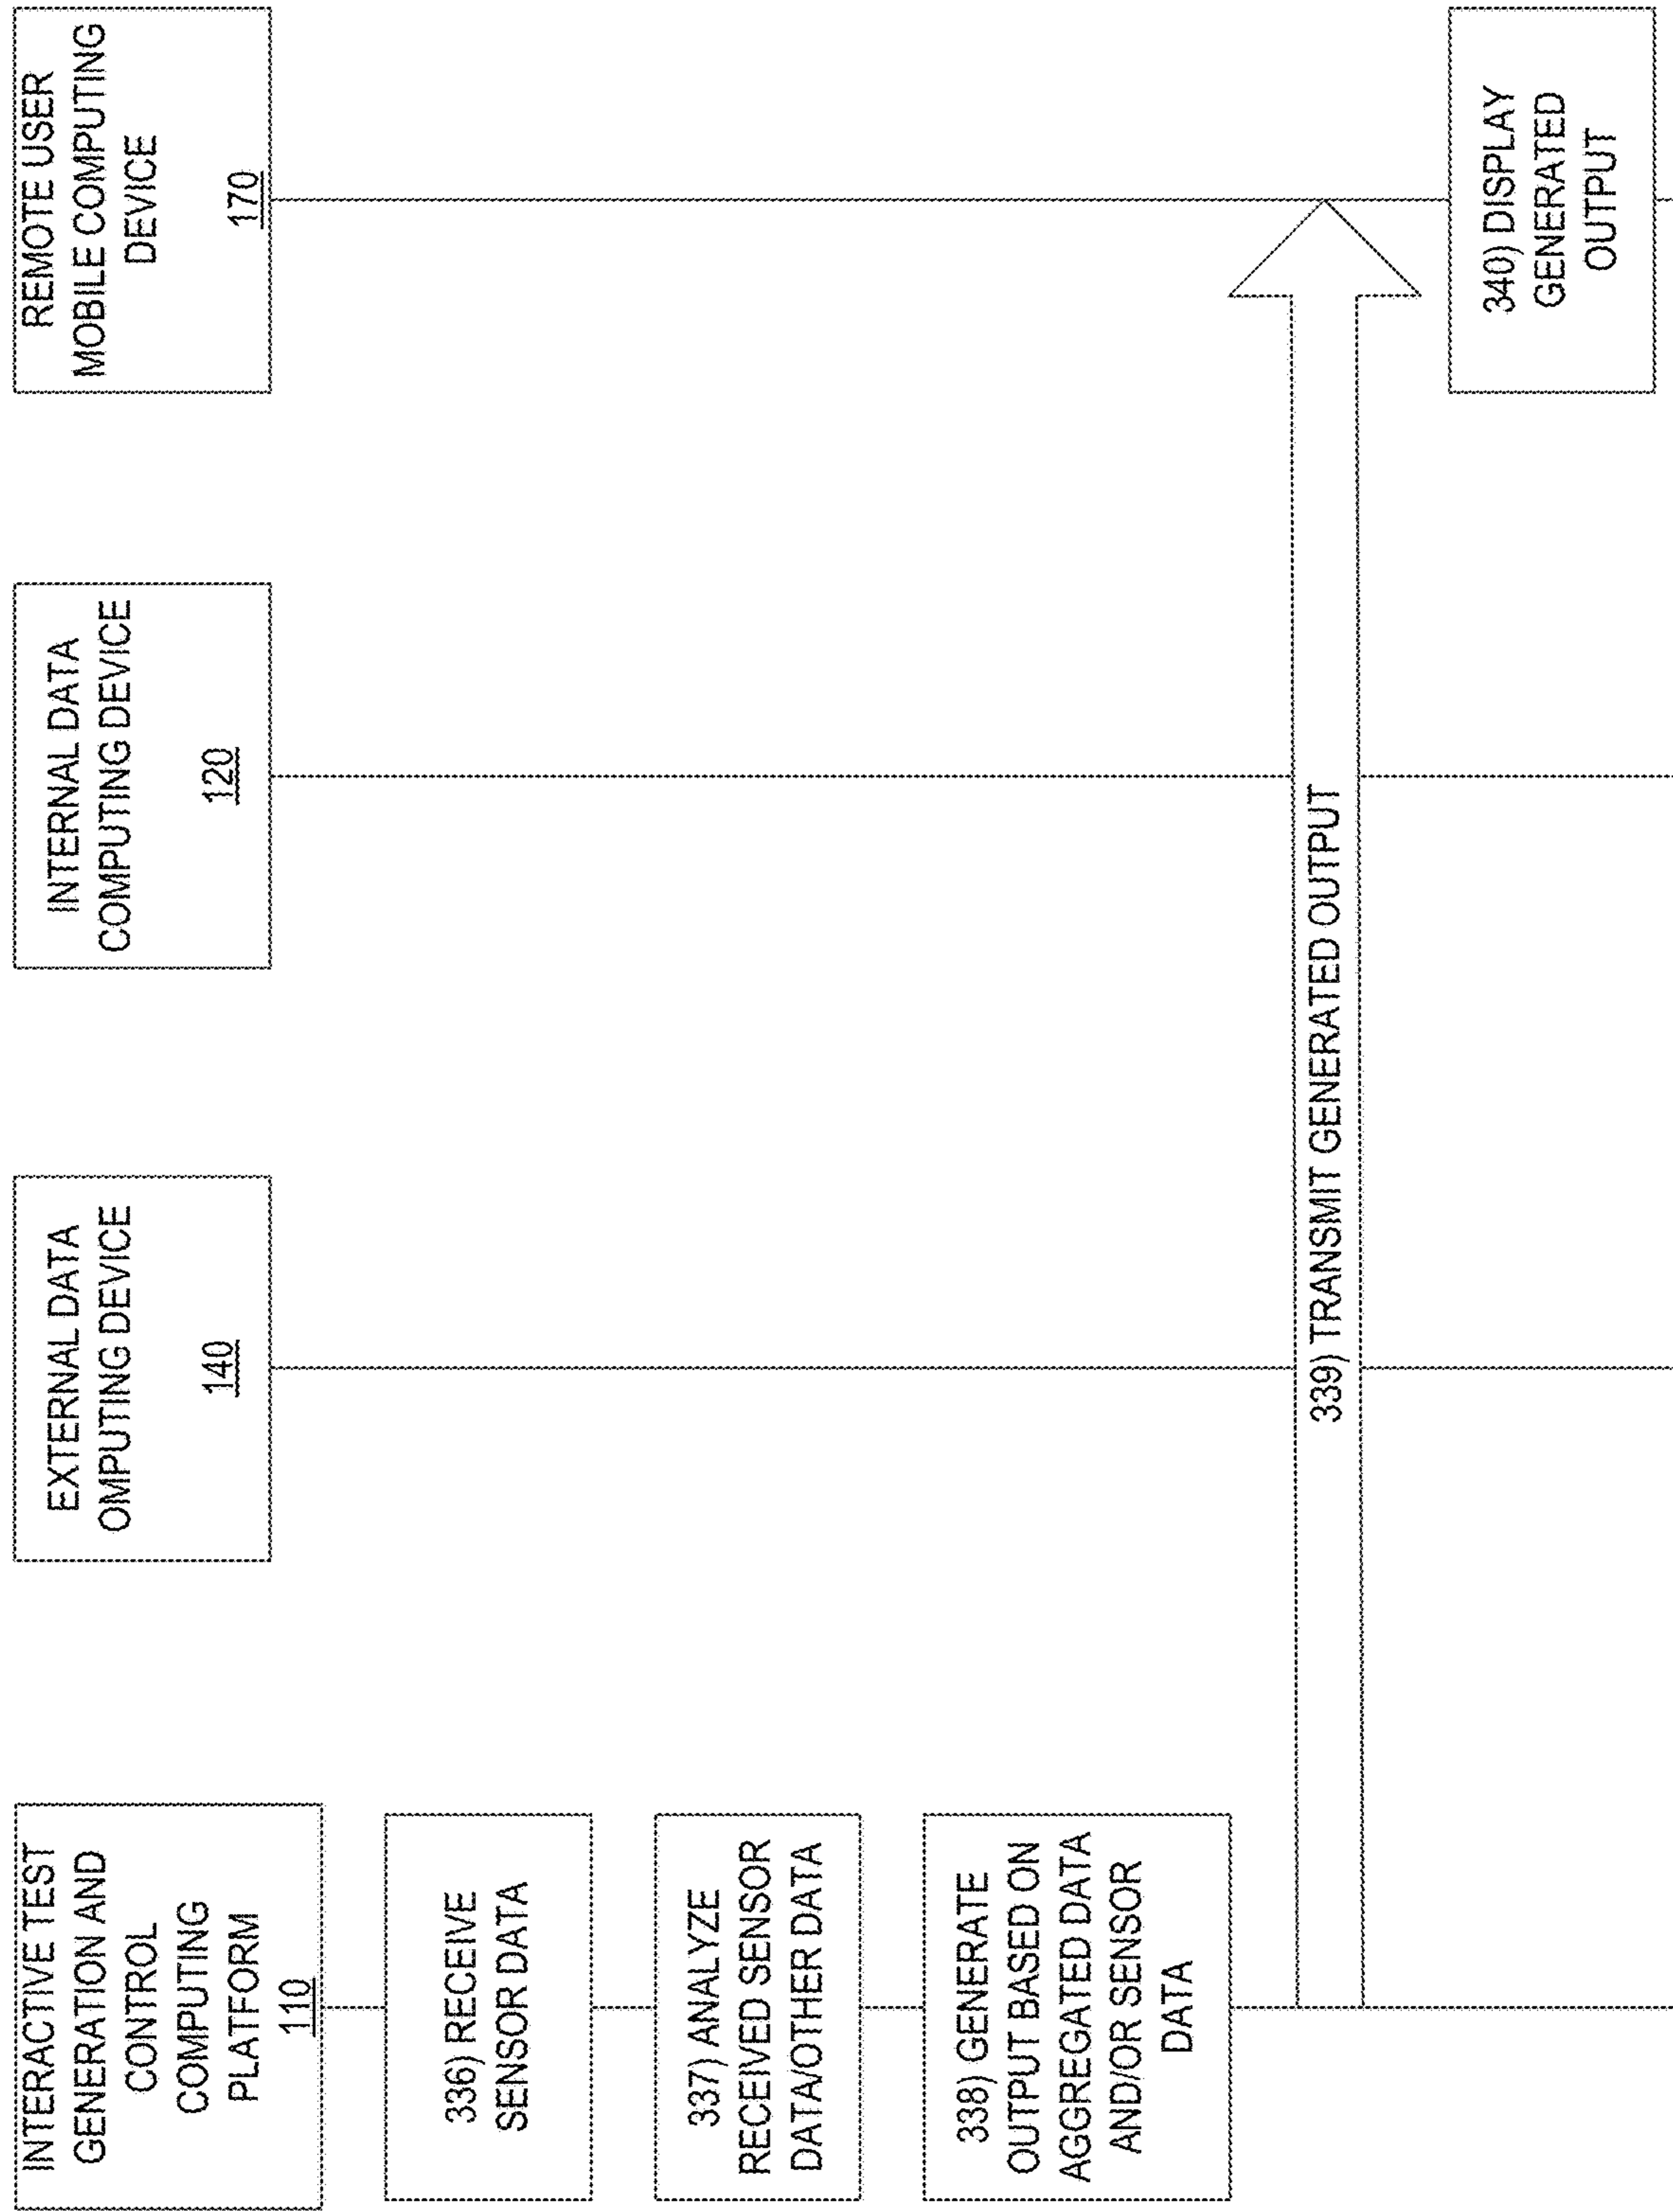 INTERACTIVE TEST
GENERATION AND
CONTROL
COMPUTING
PLATFORM
110
EXTERNAL DATA
OMPUTING DEVICE
140
INTERNAL DATA
COMPUTING DEVICE
120
REMOTE USER
MOBILE COMPUTING
DEVICE
170
336) RECEIVE
SENSOR DATA
337) ANALYZE
RECEIVED SENSOR
DATA/OTHER DATA
338) GENERATE
OUTPUT BASED ON
AGGREGATED DATA
AND/OR SENSOR
DATA
339) TRANSMIT GENERATED OUTPUT
340) DISPLAY
GENERATED
OUTPUT